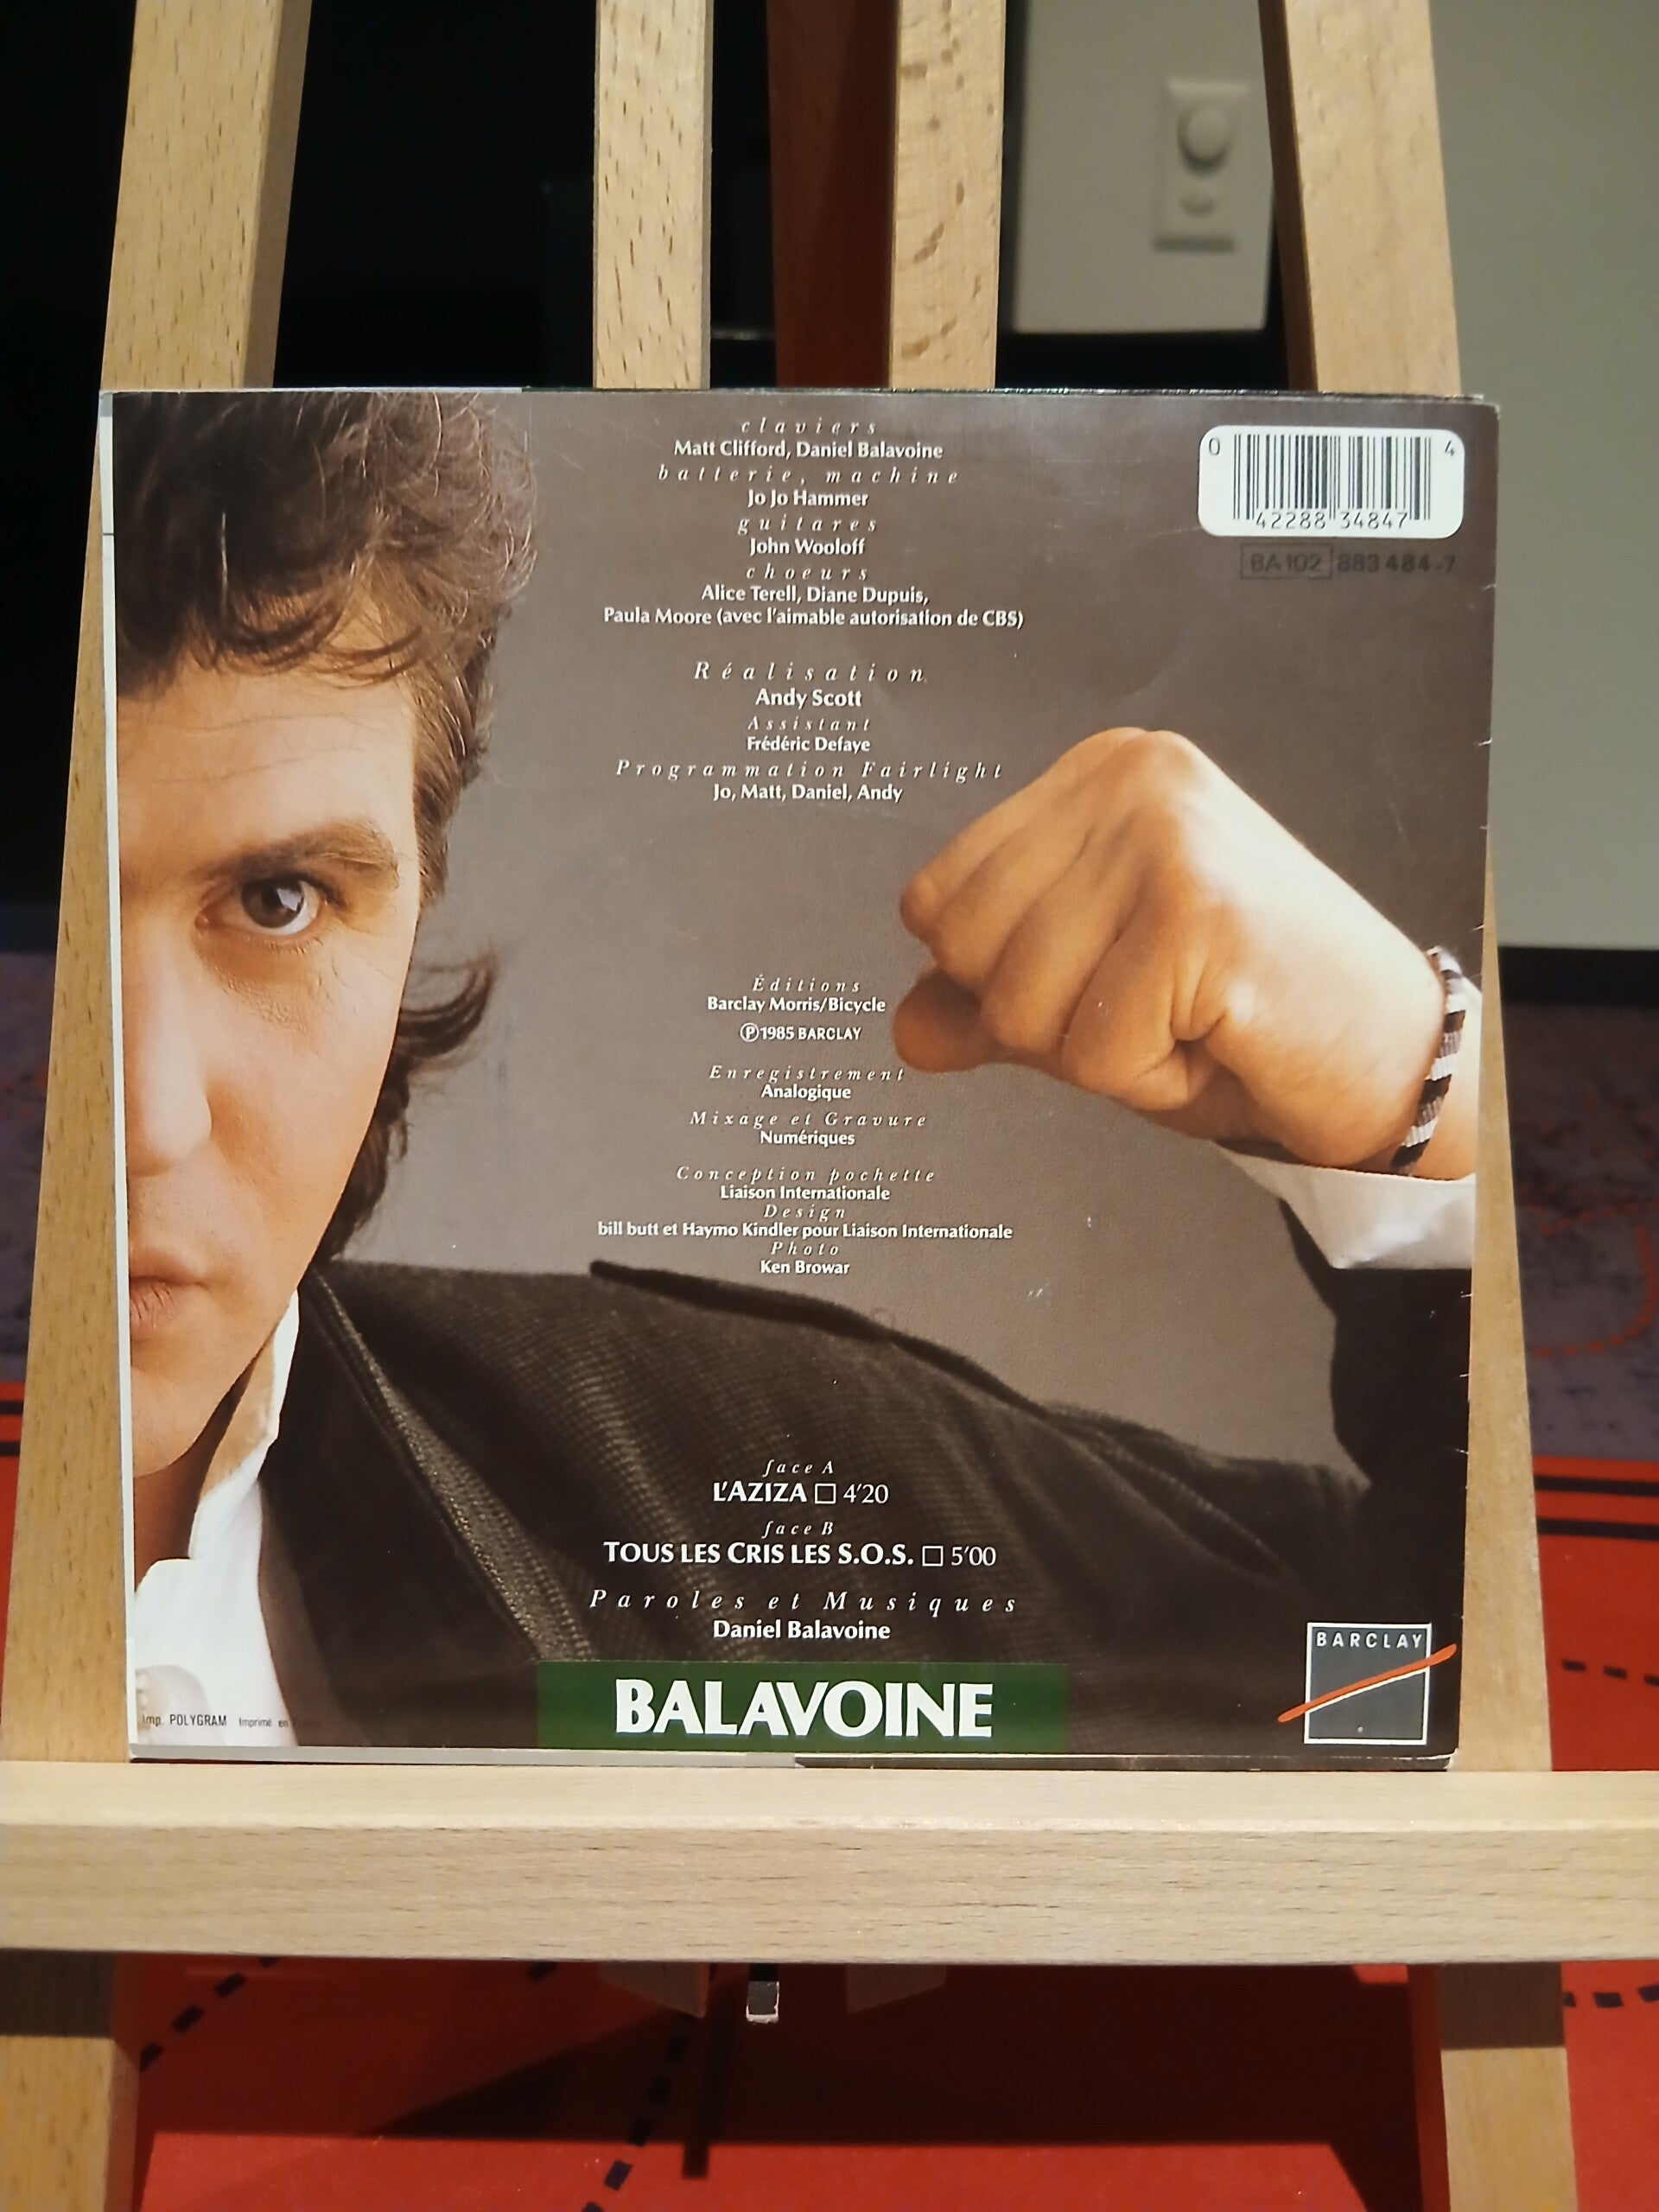 claviers
Matt Clifford, Daniel Balavoine
batterie, machine
Jo Jo Hammer
guitares
John Wooloff
choeurs
Alice Terell, Diane Dupuis,
Paula Moore (avec l'aimable autorisation de CBS)
0 42288 34847 4
BA 102 883 484-7
Réalisation
Andy Scott
Assistant
Frédéric Defaye
Programmation Fairlight
Jo, Matt, Daniel, Andy
Éditions
Barclay Morris/Bicycle
Ⓟ1985 BARCLAY
Enregistrement
Analogique
Mixage et Gravure
Numériques
Conception pochette
Liaison Internationale
Design
bill butt et Haymo Kindler pour Liaison Internationale
Photo
Ken Browar
face A
L'AZIZA □ 4'20
face B
TOUS LES CRIS LES S.O.S. □ 5'00
Paroles et Musiques
Daniel Balavoine
BALAVOINE
BARCLAY
Imp. POLYGRAM Imprimé en